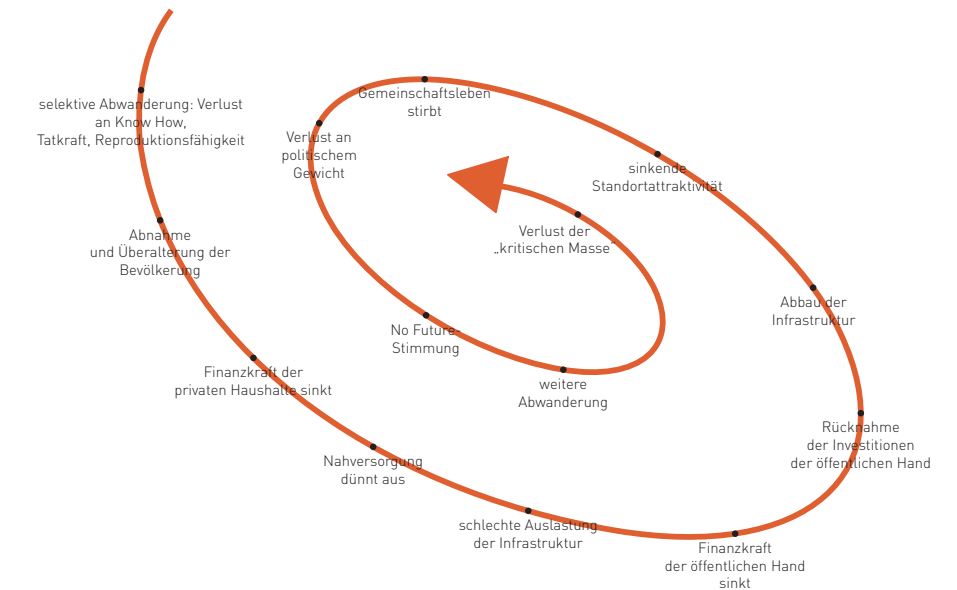 selektive Abwanderung: Verlust
an Know How,
Tatkraft, Reproduktionsfähigkeit
Abnahme
und Überalterung der
Bevölkerung
Finanzkraft der
privaten Haushalte sinkt
Nahversorgung
dünnt aus
schlechte Auslastung
der Infrastruktur
Finanzkraft
der öffentlichen Hand
sinkt
Rücknahme
der Investitionen
der öffentlichen Hand
Abbau der
Infrastruktur
sinkende
Standortattraktivität
Gemeinschaftsleben
stirbt
Verlust an
politischem
Gewicht
No Future-
Stimmung
weitere
Abwanderung
Verlust der
„kritischen Masse“